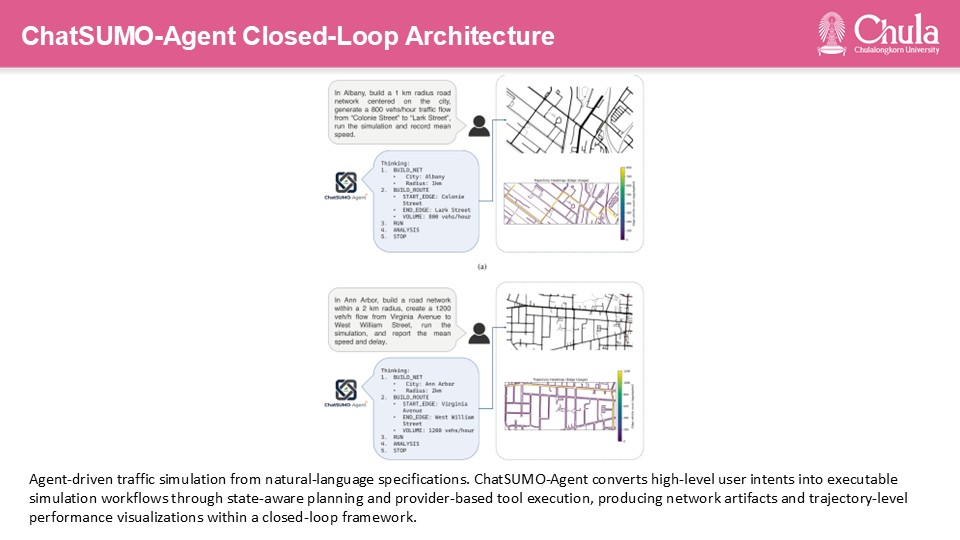 ChatSUMO-Agent Closed-Loop Architecture
Chula
Chulalongkorn University
In Albany, build a 1 km radius road
network centered on the city,
generate a 800 vehs/hour traffic flow
from "Colonie Street" to "Lark Street",
run the simulation and record mean
speed.
Thinking:
1. BUILD_NET
• City: Albany
• Radius: 1km
2. BUILD_ROUTE
• START_EDGE: Colonie
Street
• END_EDGE: Lark Street
• VOLUME: 800 vehs/hour
3. RUN
4. ANALYSIS
5. STOP
ChatSUMO-Agent
(a)
In Ann Arbor, build a road network
within a 2 km radius, create a 1200
veh/h flow from Virginia Avenue to
West William Street, run the
simulation, and report the mean
speed and delay.
Thinking:
1. BUILD_NET
• City: Ann Arbor
• Radius: 2km
2. BUILD_ROUTE
• START_EDGE: Virginia
Avenue
• END_EDGE: West William
Street
• VOLUME: 1200 vehs/hour
3. RUN
4. ANALYSIS
5. STOP
ChatSUMO-Agent
Agent-driven traffic simulation from natural-language specifications. ChatSUMO-Agent converts high-level user intents into executable
simulation workflows through state-aware planning and provider-based tool execution, producing network artifacts and trajectory-level
performance visualizations within a closed-loop framework.